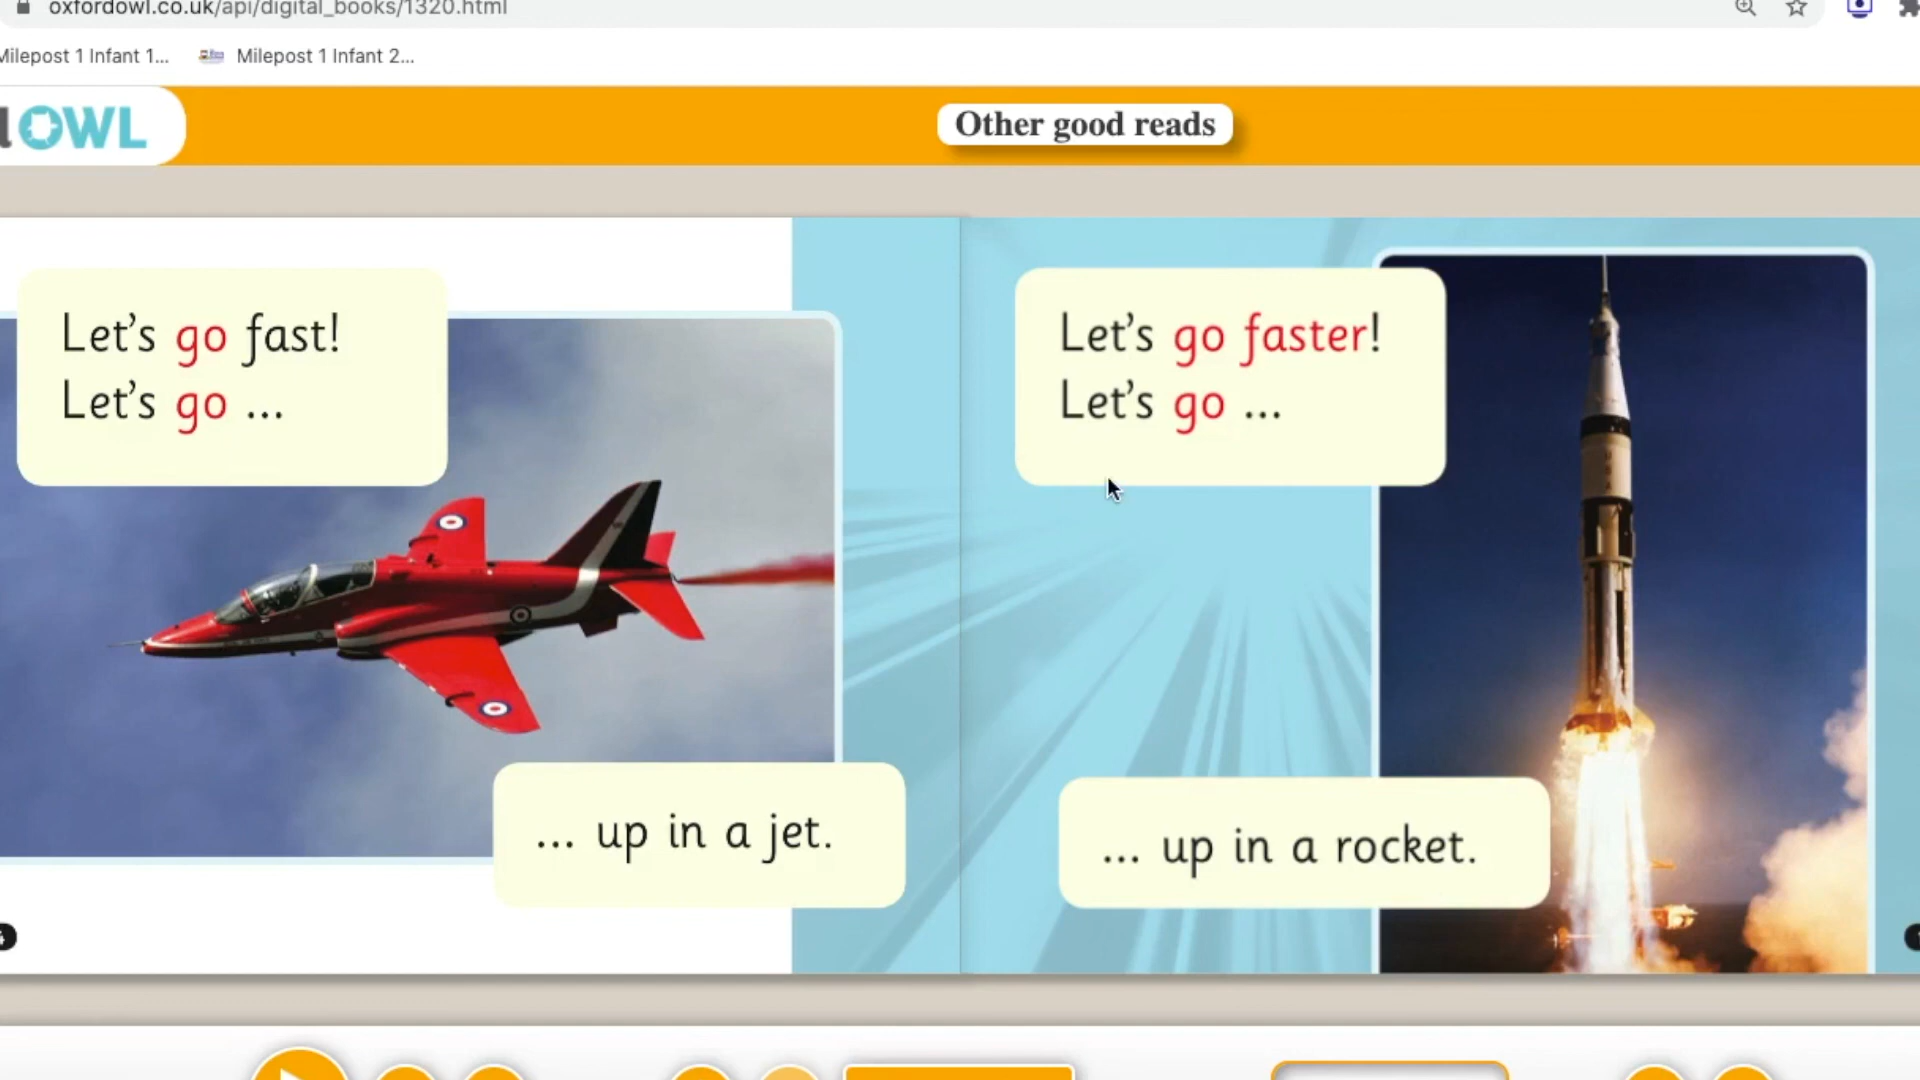 oxfordowl.co.uk/api/digital_books/1320.html
Milepost 1 Infant 1...
Milepost 1 Infant 2...
OWL
Other good reads
Let's go fast!
Let's go ...
... up in a jet.
Let's go faster!
Let's go ...
... up in a rocket.